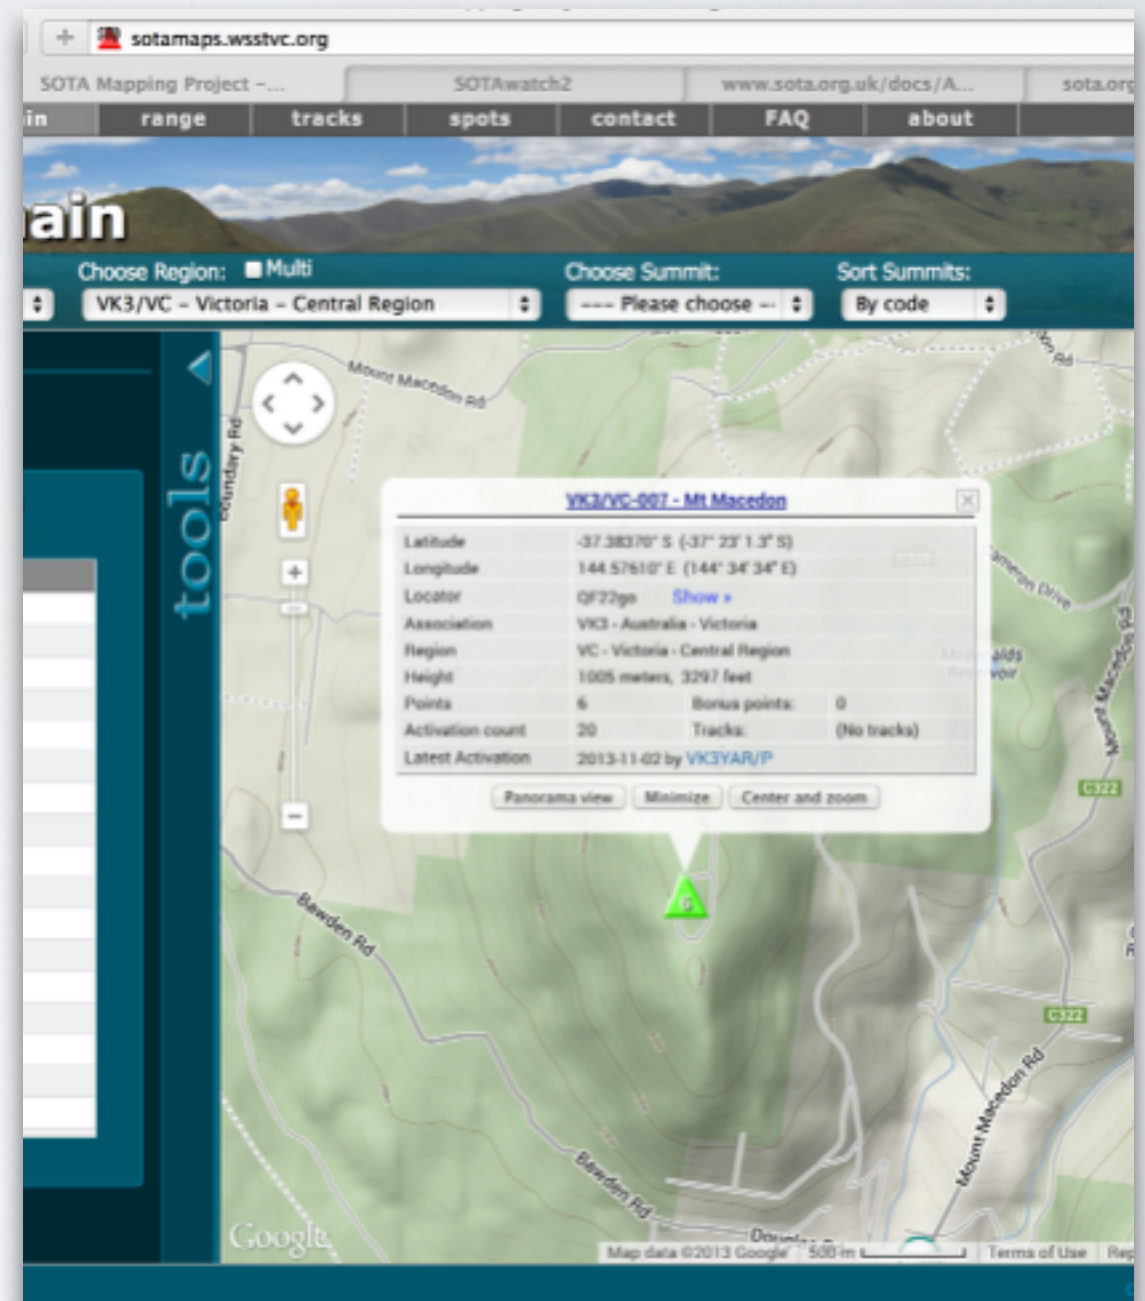 sotamaps.wsstvc.org
SOTA Mapping Project –... SOTAwatch2 www.sota.org.uk/docs/A... sota.org
in range tracks spots contact FAQ about
ain
Choose Region: Multi Choose Summit: Sort Summits:
VK3/VC – Victoria – Central Region --- Please choose -- By code
tools
Mount Macedon Rd
VK3/VC-007 - Mt Macedon
Latitude -37.38370° S (-37° 23' 1.3" S)
Longitude 144.57610° E (144° 34' 34" E)
Locator QF22go Show »
Association VK3 - Australia - Victoria
Region VC - Victoria - Central Region
Height 1005 meters, 3297 feet
Points 6 Bonus points: 0
Activation count 20 Tracks: (No tracks)
Latest Activation 2013-11-02 by VK3YAR/P
Panorama view Minimize Center and zoom
Cameron Drive
Mount Macedon Rd
C322
6
Bawden Rd
C322
Mount Macedon Rd
Bawden Rd
Google
Map data ©2013 Google 500 m Terms of Use Rep